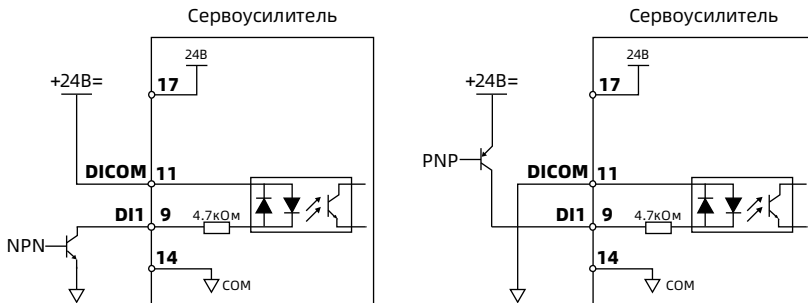 Сервоусилитель
24В
+24В=
17
DICOM 11
DI1 9 4.7кОм
NPN
14
COM
Сервоусилитель
24В
+24В=
17
PNP
DICOM 11
DI1 9 4.7кОм
14
COM